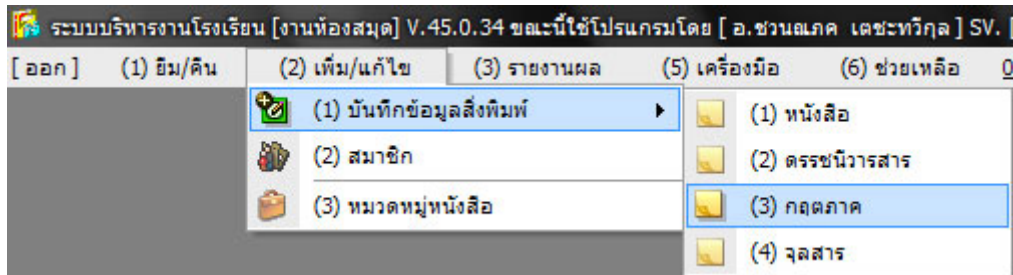 ระบบบริหารงานโรงเรียน [งานห้องสมุด] V.45.0.34 ขณะนี้ใช้โปรแกรมโดย [ อ.ชวนณภค เตชะทวีกุล ] SV. [
[ ออก ] (1) ยืม/คืน (2) เพิ่ม/แก้ไข (3) รายงานผล (5) เครื่องมือ (6) ช่วยเหลือ 0
(1) บันทึกข้อมูลสิ่งพิมพ์
(2) สมาชิก
(3) หมวดหมู่หนังสือ
(1) หนังสือ
(2) ดรรชนีวารสาร
(3) กฤตภาค
(4) จุลสาร